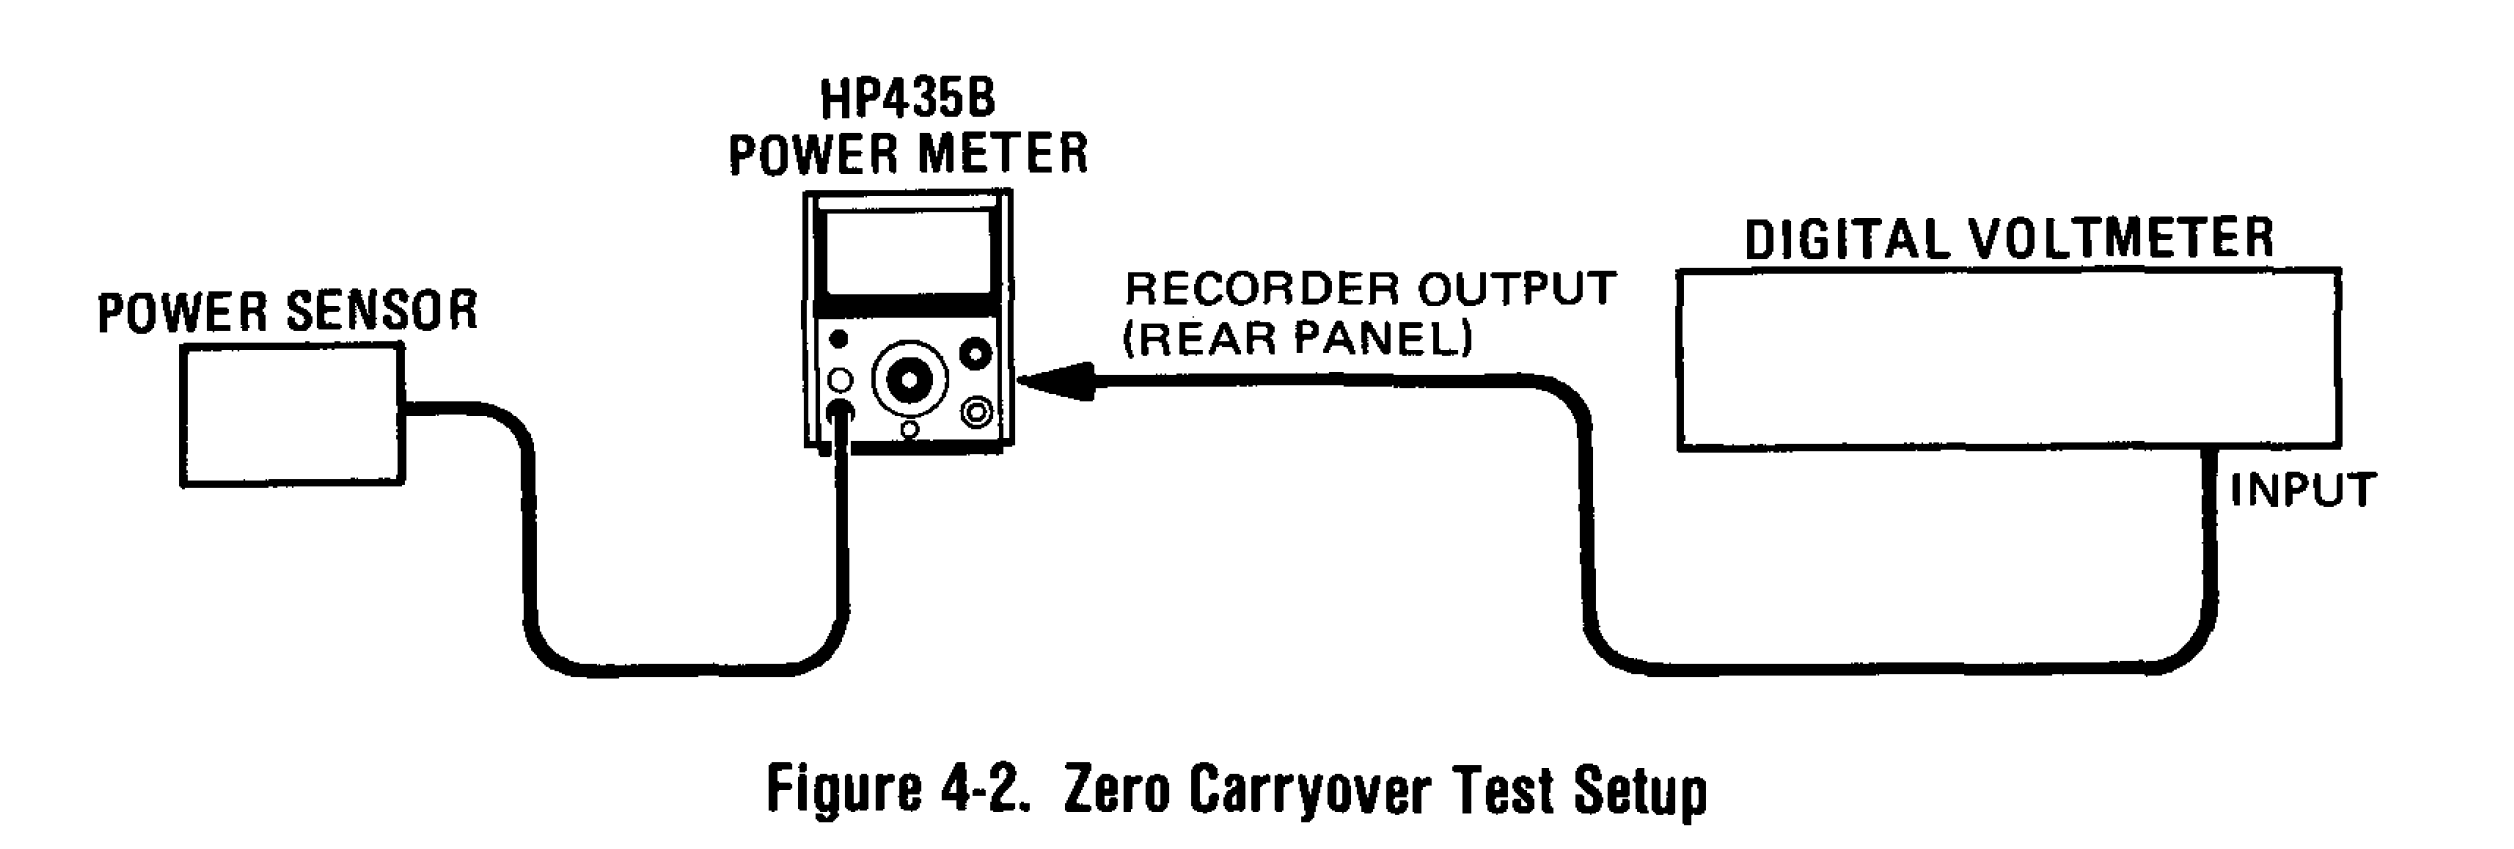 HP435B
POWER METER
POWER SENSOR
RECORDER OUTPUT
(REAR PANEL)
DIGITAL VOLTMETER
INPUT
Figure 4-2. Zero Carryover Test Setup